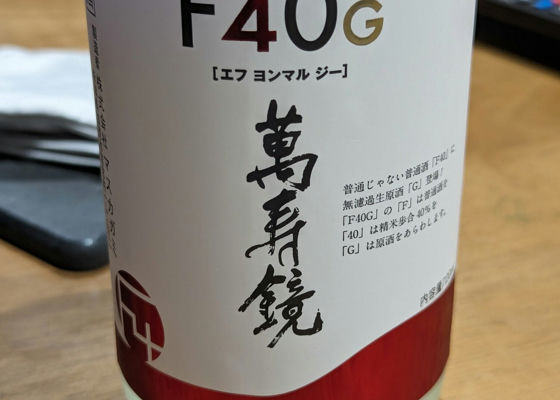 F40G
[エフ ヨンマル ジー]
萬寿鏡
普通じゃない普通酒「F40」に
無濾過生原酒「G」登場!
「F40G」の「F」は普通酒を
「40」は精米歩合40%を
「G」は原酒をあらわします。
内容量
F4